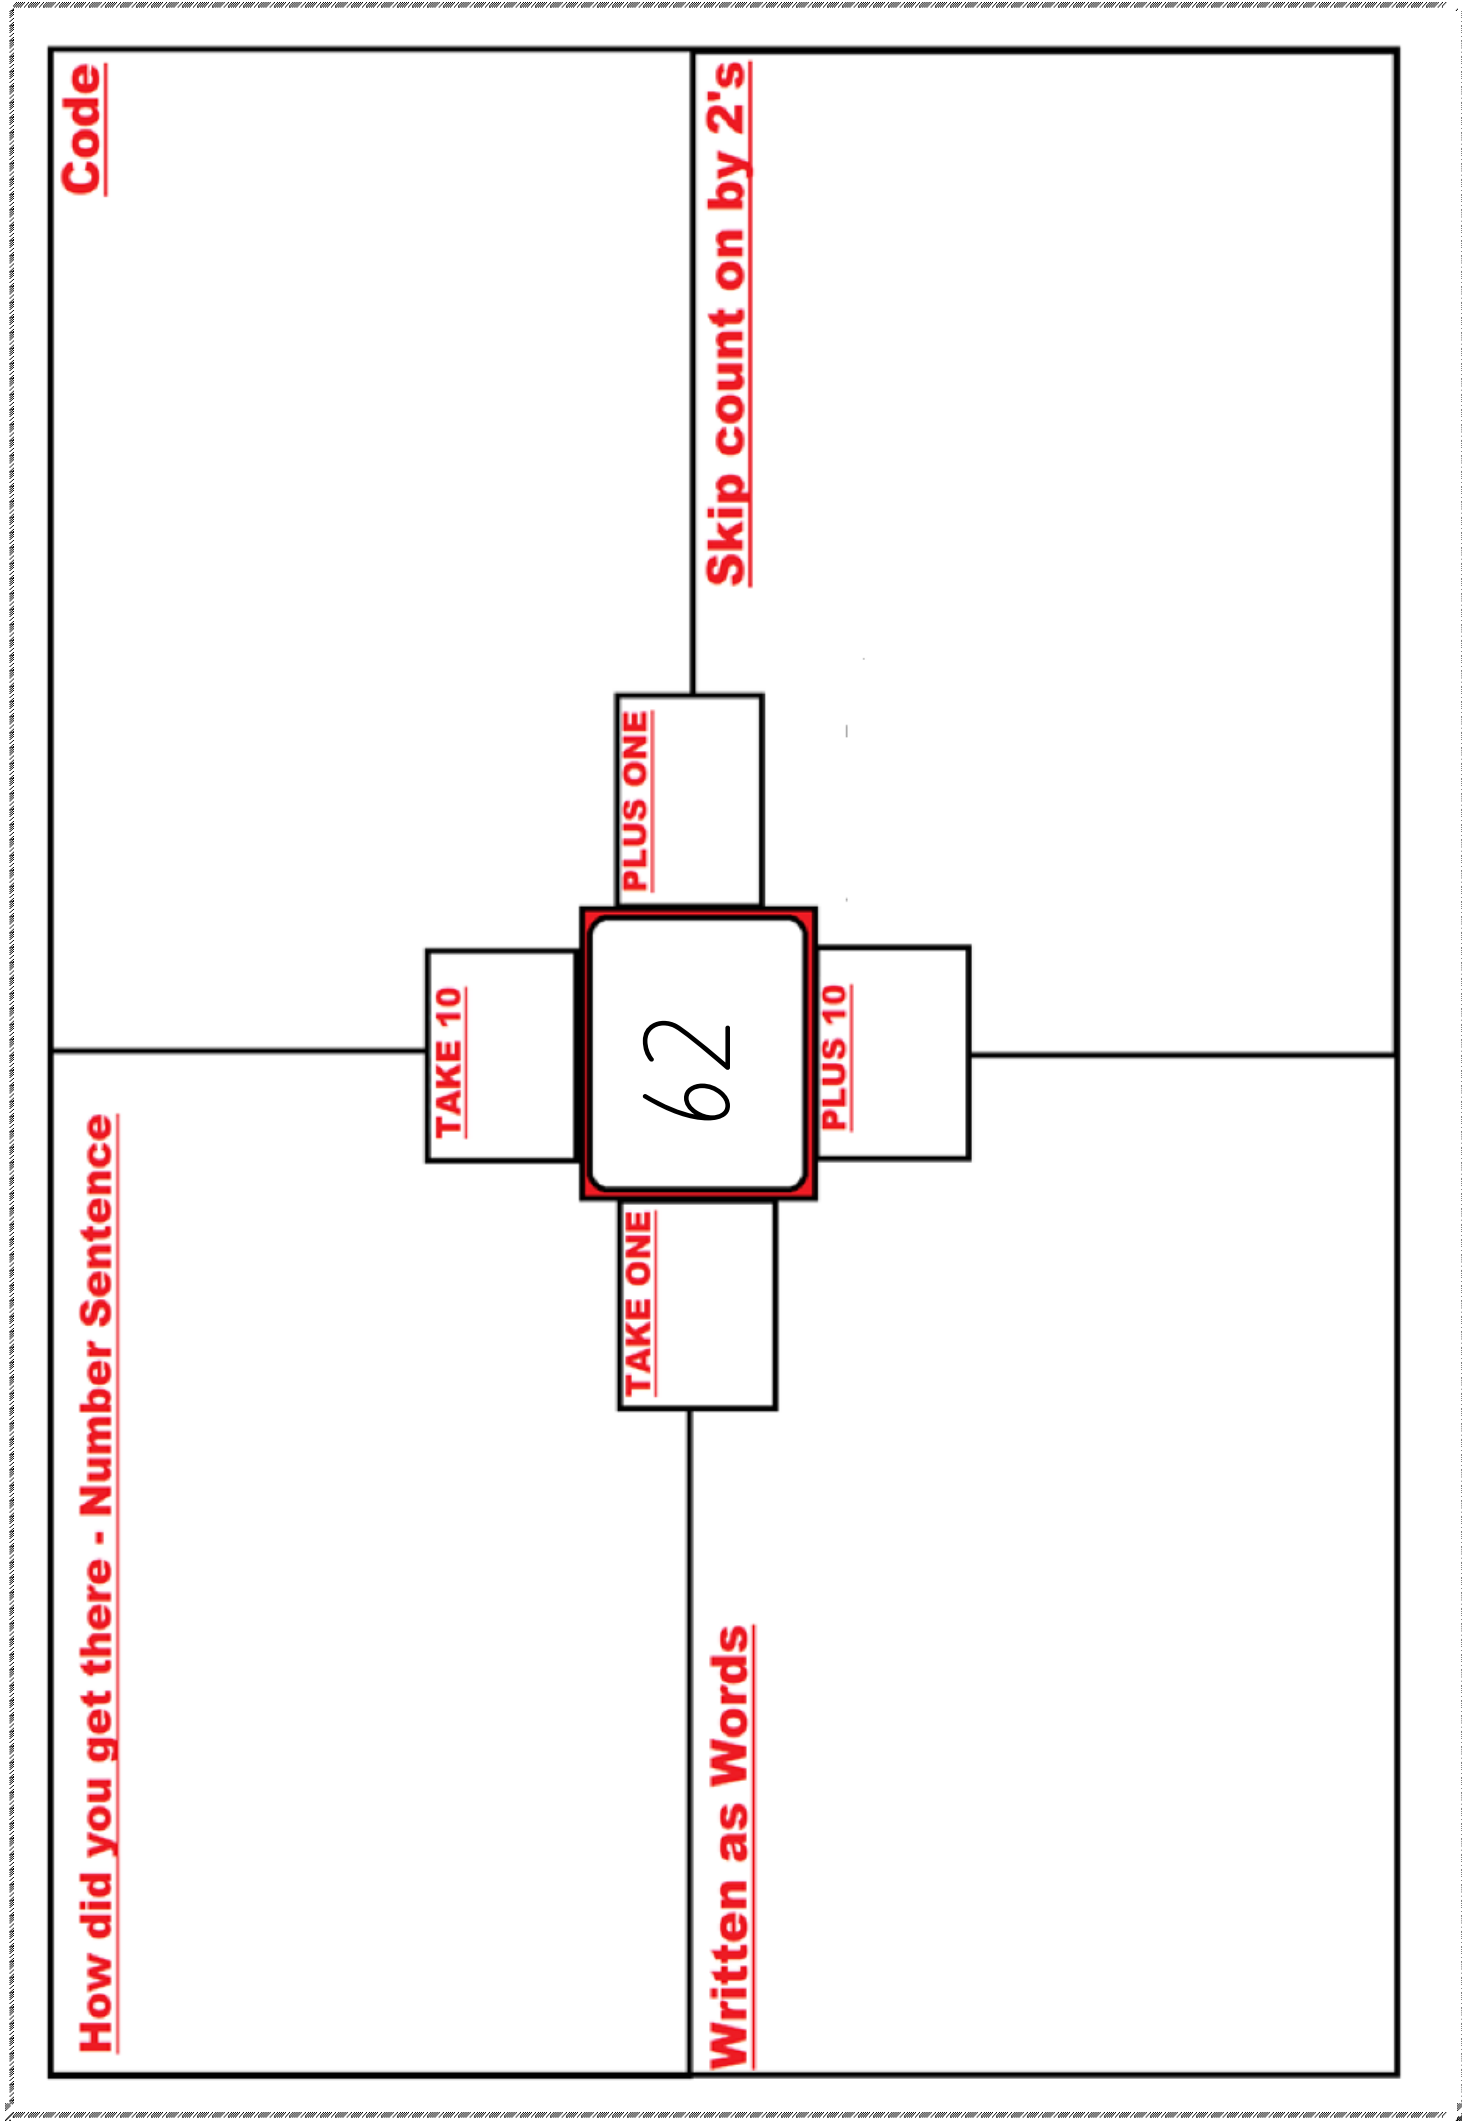 How did you get there - Number Sentence
Code
TAKE 10
TAKE ONE
62
PLUS ONE
PLUS 10
Written as Words
Skip count on by 2's